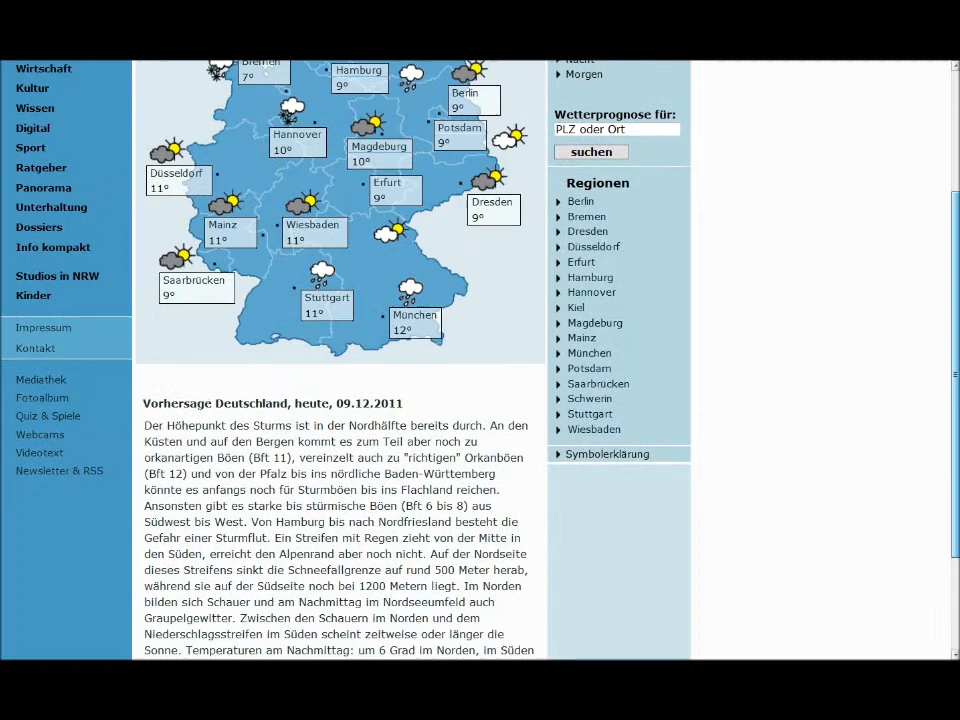 Wirtschaft
Kultur
Wissen
Digital
Sport
Ratgeber
Panorama
Unterhaltung
Dossiers
Info kompakt
Studios in NRW
Kinder
Impressum
Kontakt
Mediathek
Fotoalbum
Quiz & Spiele
Webcams
Videotext
Newsletter & RSS
Bremen
7°
Hamburg
9°
Berlin
9°
Hannover
10°
Magdeburg
10°
Potsdam
9°
Düsseldorf
11°
Erfurt
9°
Dresden
9°
Mainz
11°
Wiesbaden
11°
Saarbrücken
9°
Stuttgart
11°
München
12°
Vorhersage Deutschland, heute, 09.12.2011
Der Höhepunkt des Sturms ist in der Nordhälfte bereits durch. An den
Küsten und auf den Bergen kommt es zum Teil aber noch zu
orkanartigen Böen (Bft 11), vereinzelt auch zu "richtigen" Orkanböen
(Bft 12) und von der Pfalz bis ins nördliche Baden-Württemberg
könnte es anfangs noch für Sturmböen bis ins Flachland reichen.
Ansonsten gibt es starke bis stürmische Böen (Bft 6 bis 8) aus
Südwest bis West. Von Hamburg bis nach Nordfriesland besteht die
Gefahr einer Sturmflut. Ein Streifen mit Regen zieht von der Mitte in
den Süden, erreicht den Alpenrand aber noch nicht. Auf der Nordseite
dieses Streifens sinkt die Schneefallgrenze auf rund 500 Meter herab,
während sie auf der Südseite noch bei 1200 Metern liegt. Im Norden
bilden sich Schauer und am Nachmittag im Nordseeumfeld auch
Graupelgewitter. Zwischen den Schauern im Norden und dem
Niederschlagsstreifen im Süden scheint zeitweise oder länger die
Sonne. Temperaturen am Nachmittag: um 6 Grad im Norden, im Süden
Nacht
Morgen
Wetterprognose für:
PLZ oder Ort
suchen
Regionen
Berlin
Bremen
Dresden
Düsseldorf
Erfurt
Hamburg
Hannover
Kiel
Magdeburg
Mainz
München
Potsdam
Saarbrücken
Schwerin
Stuttgart
Wiesbaden
Symbolerklärung